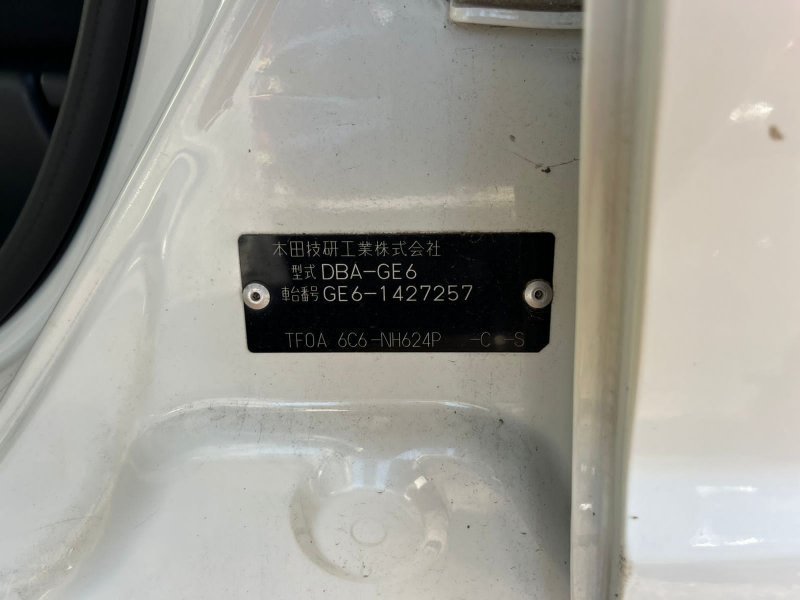 本田技研工業株式会社
型式 DBA-GE6
車台番号 GE6-1427257
TF0A 6C6-NH624P -C -S